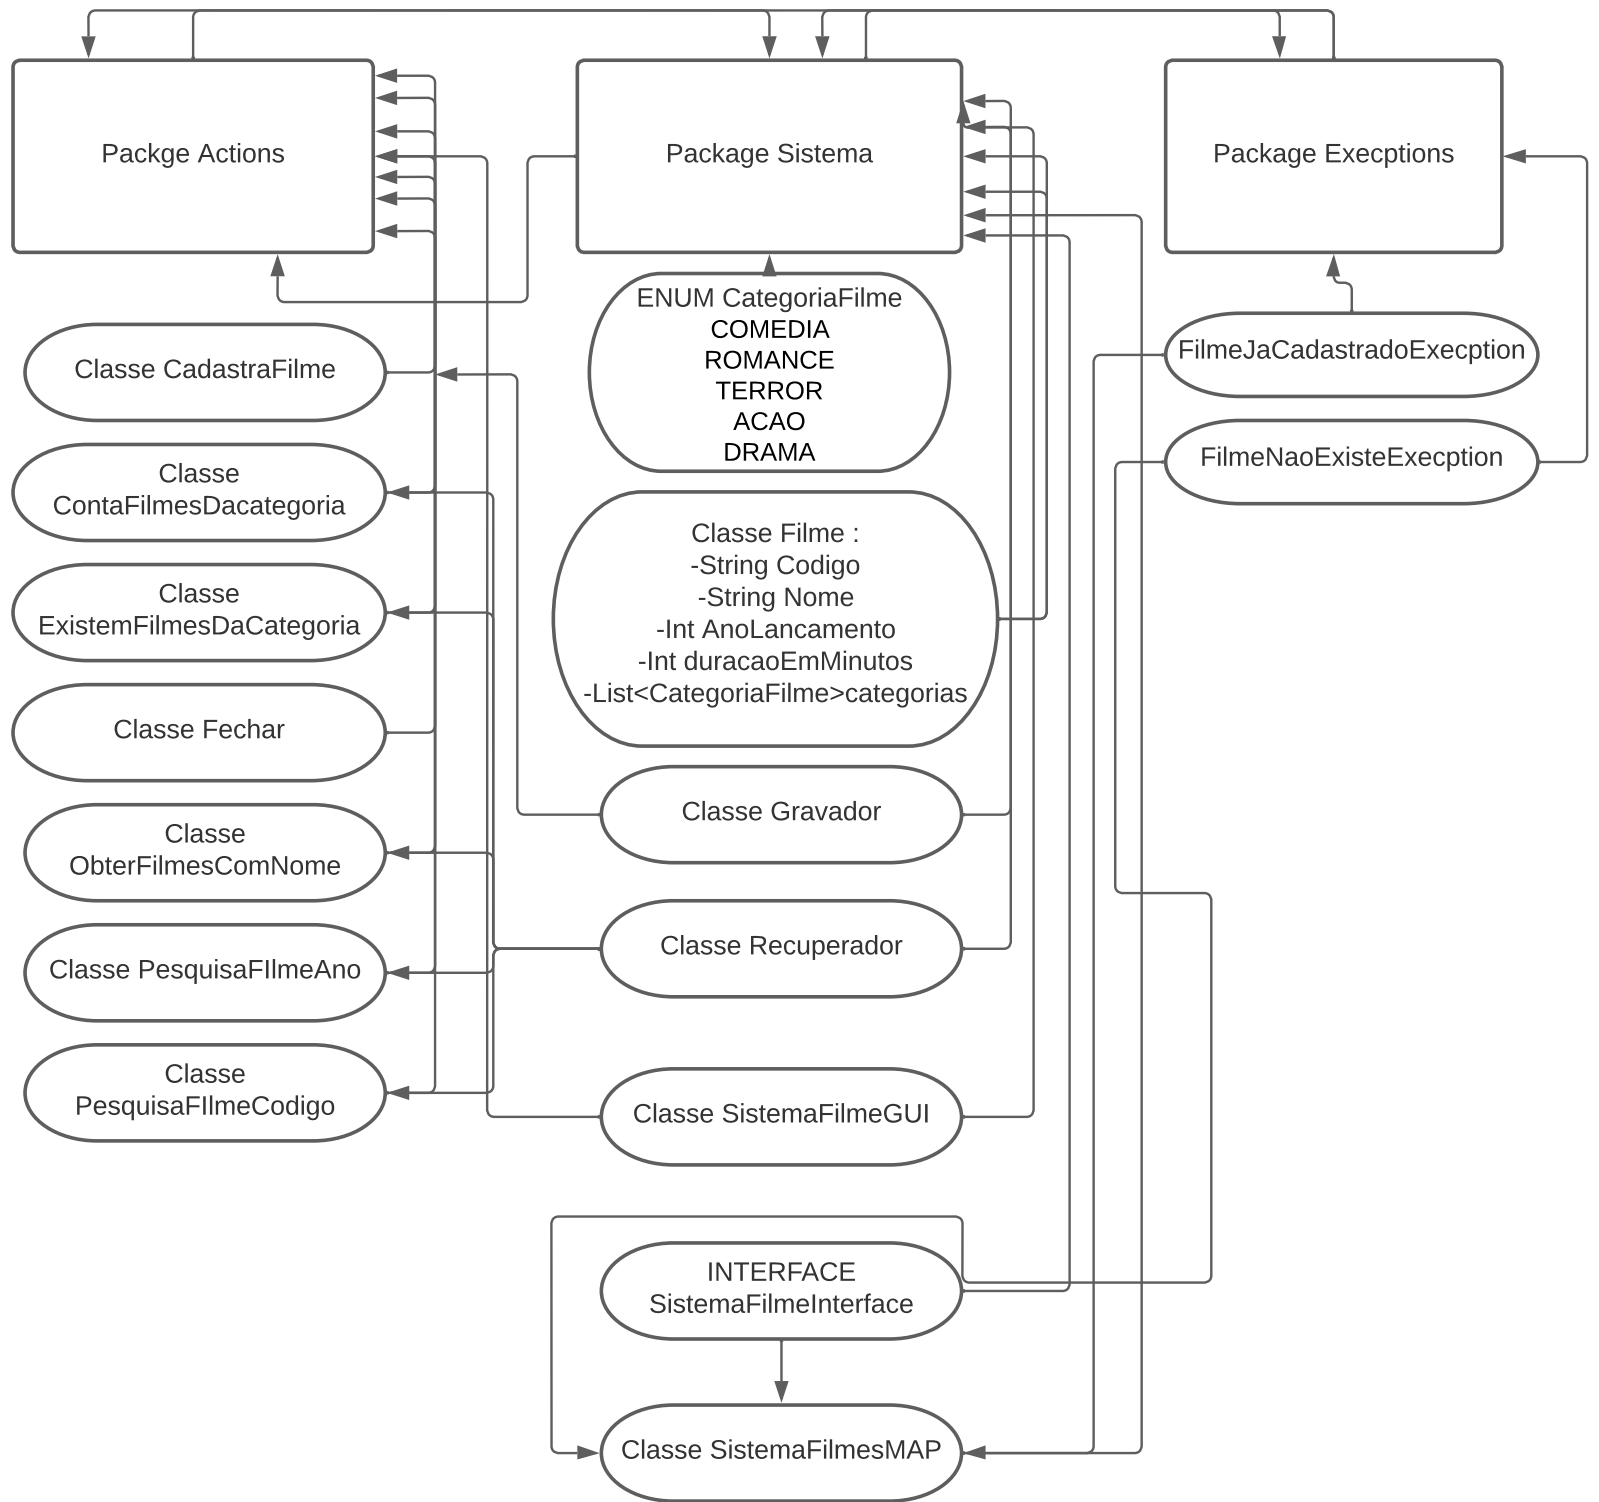 Packge Actions
Package Sistema
Package Execptions
Classe CadastraFilme
Classe
ContaFilmesDacategoria
Classe
ExistemFilmesDaCategoria
Classe Fechar
Classe
ObterFilmesComNome
Classe PesquisaFIlmeAno
Classe
PesquisaFIlmeCodigo
ENUM CategoriaFilme
COMEDIA
ROMANCE
TERROR
ACAO
DRAMA
Classe Filme :
-String Codigo
-String Nome
-Int AnoLancamento
-Int duracaoEmMinutos
-List<CategoriaFilme>categorias
Classe Gravador
Classe Recuperador
Classe SistemaFilmeGUI
INTERFACE
SistemaFilmeInterface
Classe SistemaFilmesMAP
FilmeJaCadastradoExecption
FilmeNaoExisteExecption